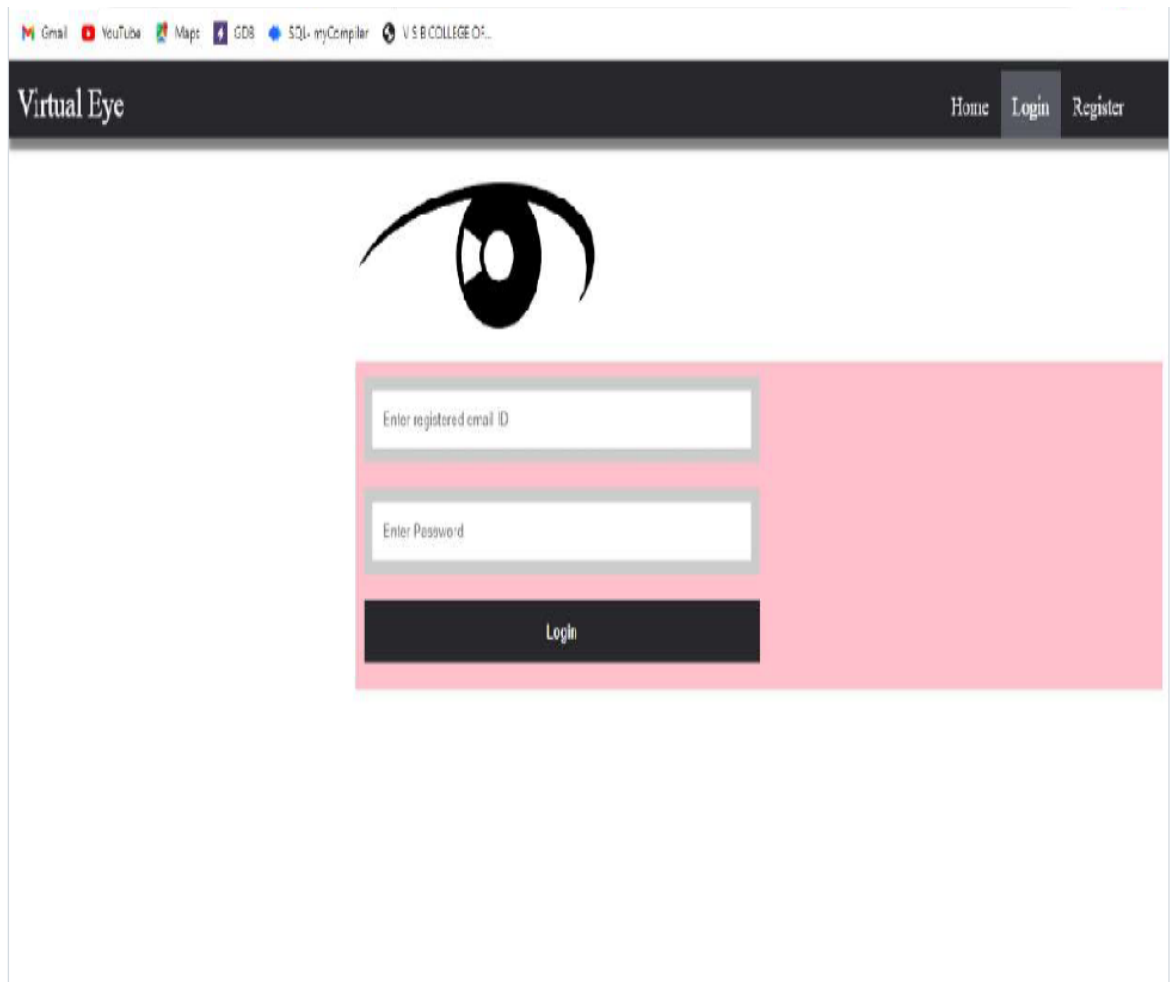 Gmail YouTube Maps GDB SQL- myCompiler V S B COLLEGE OF...
Virtual Eye Home Login Register
Enter registered email ID
Enter Password
Login